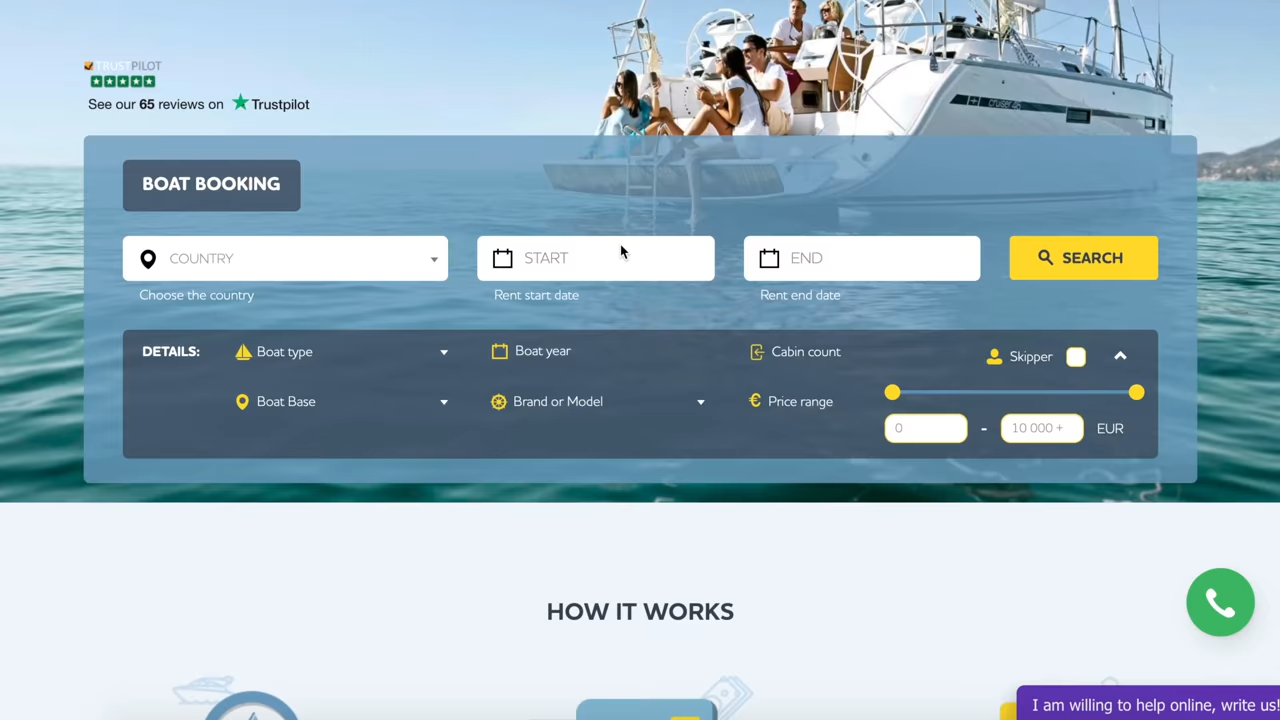 TRUSTPILOT
See our 65 reviews on Trustpilot
BOAT BOOKING
COUNTRY
START
END
SEARCH
Choose the country
Rent start date
Rent end date
DETAILS:
Boat type
Boat year
Cabin count
Skipper
Boat Base
Brand or Model
€ Price range
0 - 10 000 + EUR
HOW IT WORKS
I am willing to help online, write us!